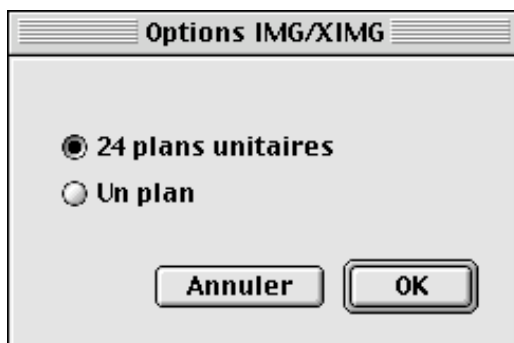 Options IMG/XIMG
24 plans unitaires
Un plan
Annuler OK